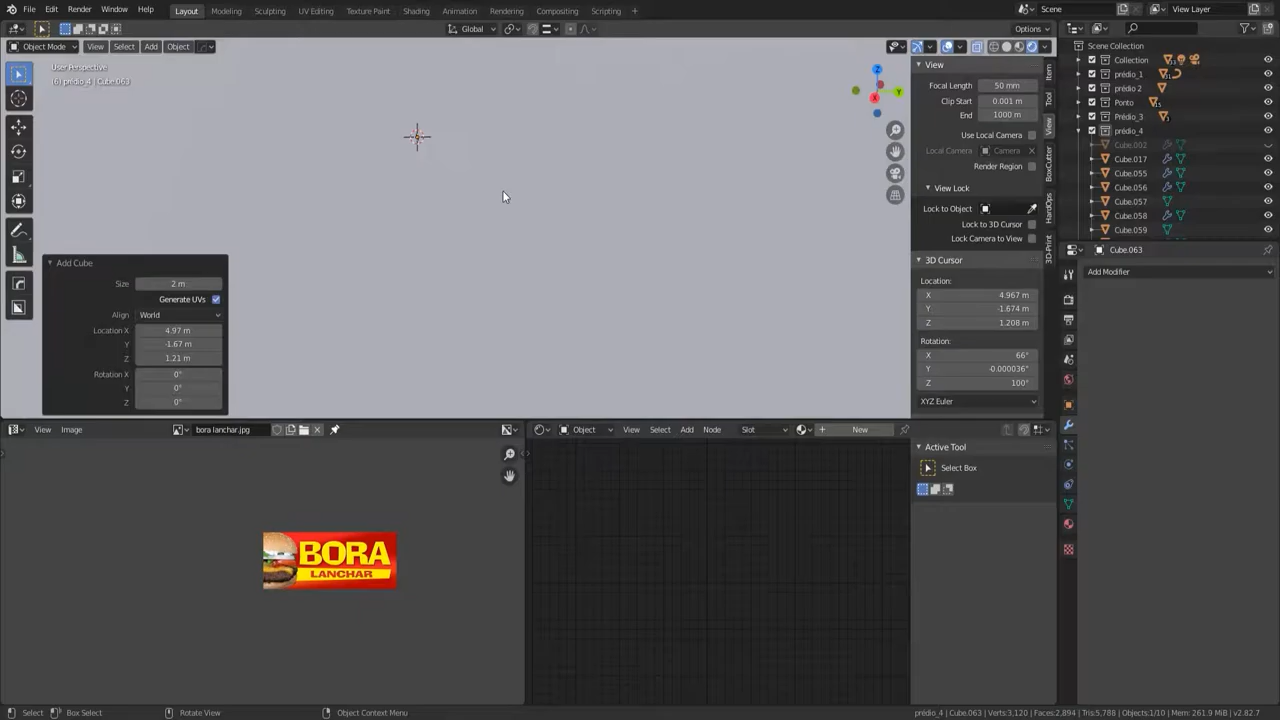 File Edit Render Window Help Layout Modeling Sculpting UV Editing Texture Paint Shading Animation Rendering Compositing Scripting + Scene View Layer
Global Options
Object Mode View Select Add Object
User Perspective
(6) prédio_4 | Cube.063
Z
Y
X
View
Focal Length 50 mm
Clip Start 0.001 m
End 1000 m
Use Local Camera
Local Camera Camera
Render Region
View Lock
Lock to Object
Lock to 3D Cursor
Lock Camera to View
3D Cursor
Location:
X 4.967 m
Y -1.674 m
Z 1.208 m
Rotation:
X 66°
Y -0.000036°
Z 100°
XYZ Euler
Item
Tool
View
BoxCutter
HardOps
3D-Print
Scene Collection
Collection
prédio_1
prédio 2
Ponto
Prédio_3
prédio_4
Cube.002
Cube.017
Cube.055
Cube.056
Cube.057
Cube.058
Cube.059
Cube.063
Add Modifier
Add Cube
Size 2 m
Generate UVs
Align World
Location X 4.97 m
Y -1.67 m
Z 1.21 m
Rotation X 0°
Y 0°
Z 0°
View Image bora lanchar.jpg
BORA
LANCHAR
Object View Select Add Node Slot New
Active Tool
Select Box
Select Box Select Rotate View Object Context Menu
prédio_4 | Cube.063 | Verts:3,120 | Faces:2,894 | Tris:5,788 | Objects:1/10 | Mem: 261.9 MiB | v2.82.7